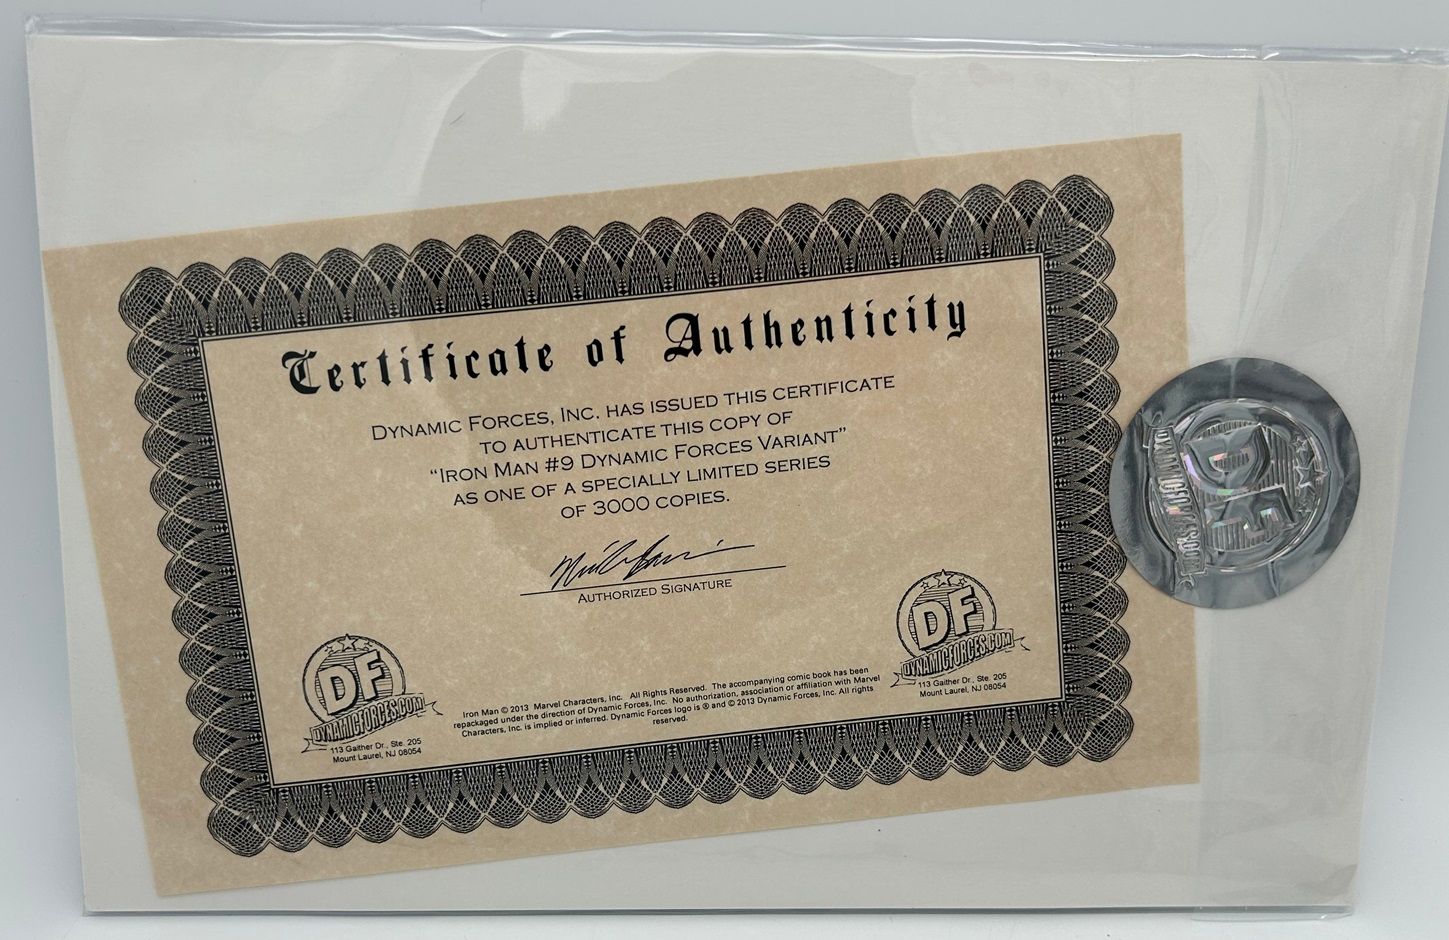 Certificate of Authenticity
Dynamic Forces, Inc. has issued this certificate
to authenticate this copy of
“Iron Man #9 Dynamic Forces Variant”
as one of a specially limited series
of 3000 copies.
Authorized Signature
DF
DYNAMICFORCES.COM
113 Gaither Dr., Ste. 205
Mount Laurel, NJ 08054
Iron Man © 2013 Marvel Characters, Inc. All Rights Reserved. The accompanying comic book has been
repackaged under the direction of Dynamic Forces, Inc. No authorization, association or affiliation with Marvel
Characters, Inc. is implied or inferred. Dynamic Forces logo is ® and © 2013 Dynamic Forces, Inc. All rights
reserved.
DF
DYNAMICFORCES.COM
113 Gaither Dr., Ste. 205
Mount Laurel, NJ 08054
DF